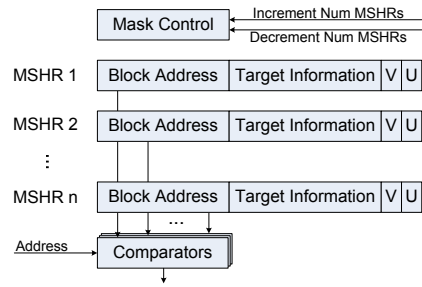 Increment Num MSHRs
Mask Control
Decrement Num MSHRs
MSHR 1 Block Address Target Information V U
MSHR 2 Block Address Target Information V U
...
MSHR n Block Address Target Information V U
...
Address
Comparators